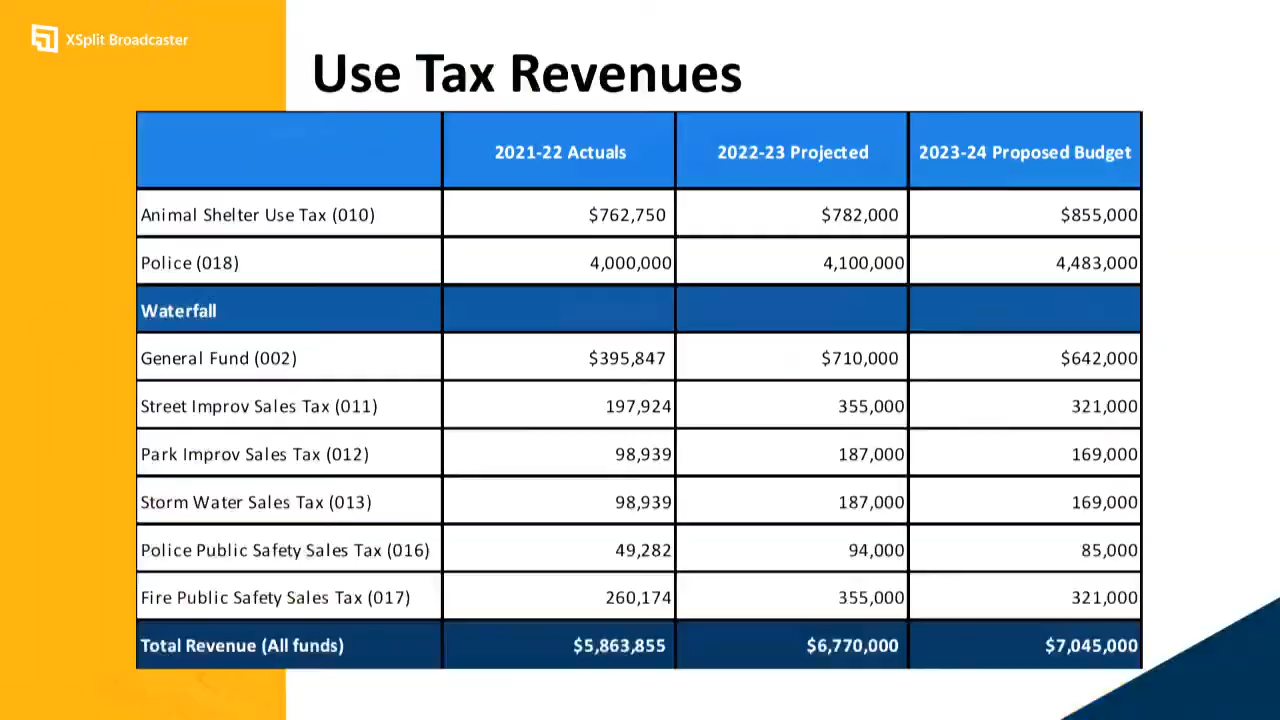 XSplit Broadcaster
Use Tax Revenues
2021-22 Actuals 2022-23 Projected 2023-24 Proposed Budget
Animal Shelter Use Tax (010) $762,750 $782,000 $855,000
Police (018) 4,000,000 4,100,000 4,483,000
Waterfall
General Fund (002) $395,847 $710,000 $642,000
Street Improv Sales Tax (011) 197,924 355,000 321,000
Park Improv Sales Tax (012) 98,939 187,000 169,000
Storm Water Sales Tax (013) 98,939 187,000 169,000
Police Public Safety Sales Tax (016) 49,282 94,000 85,000
Fire Public Safety Sales Tax (017) 260,174 355,000 321,000
Total Revenue (All funds) $5,863,855 $6,770,000 $7,045,000